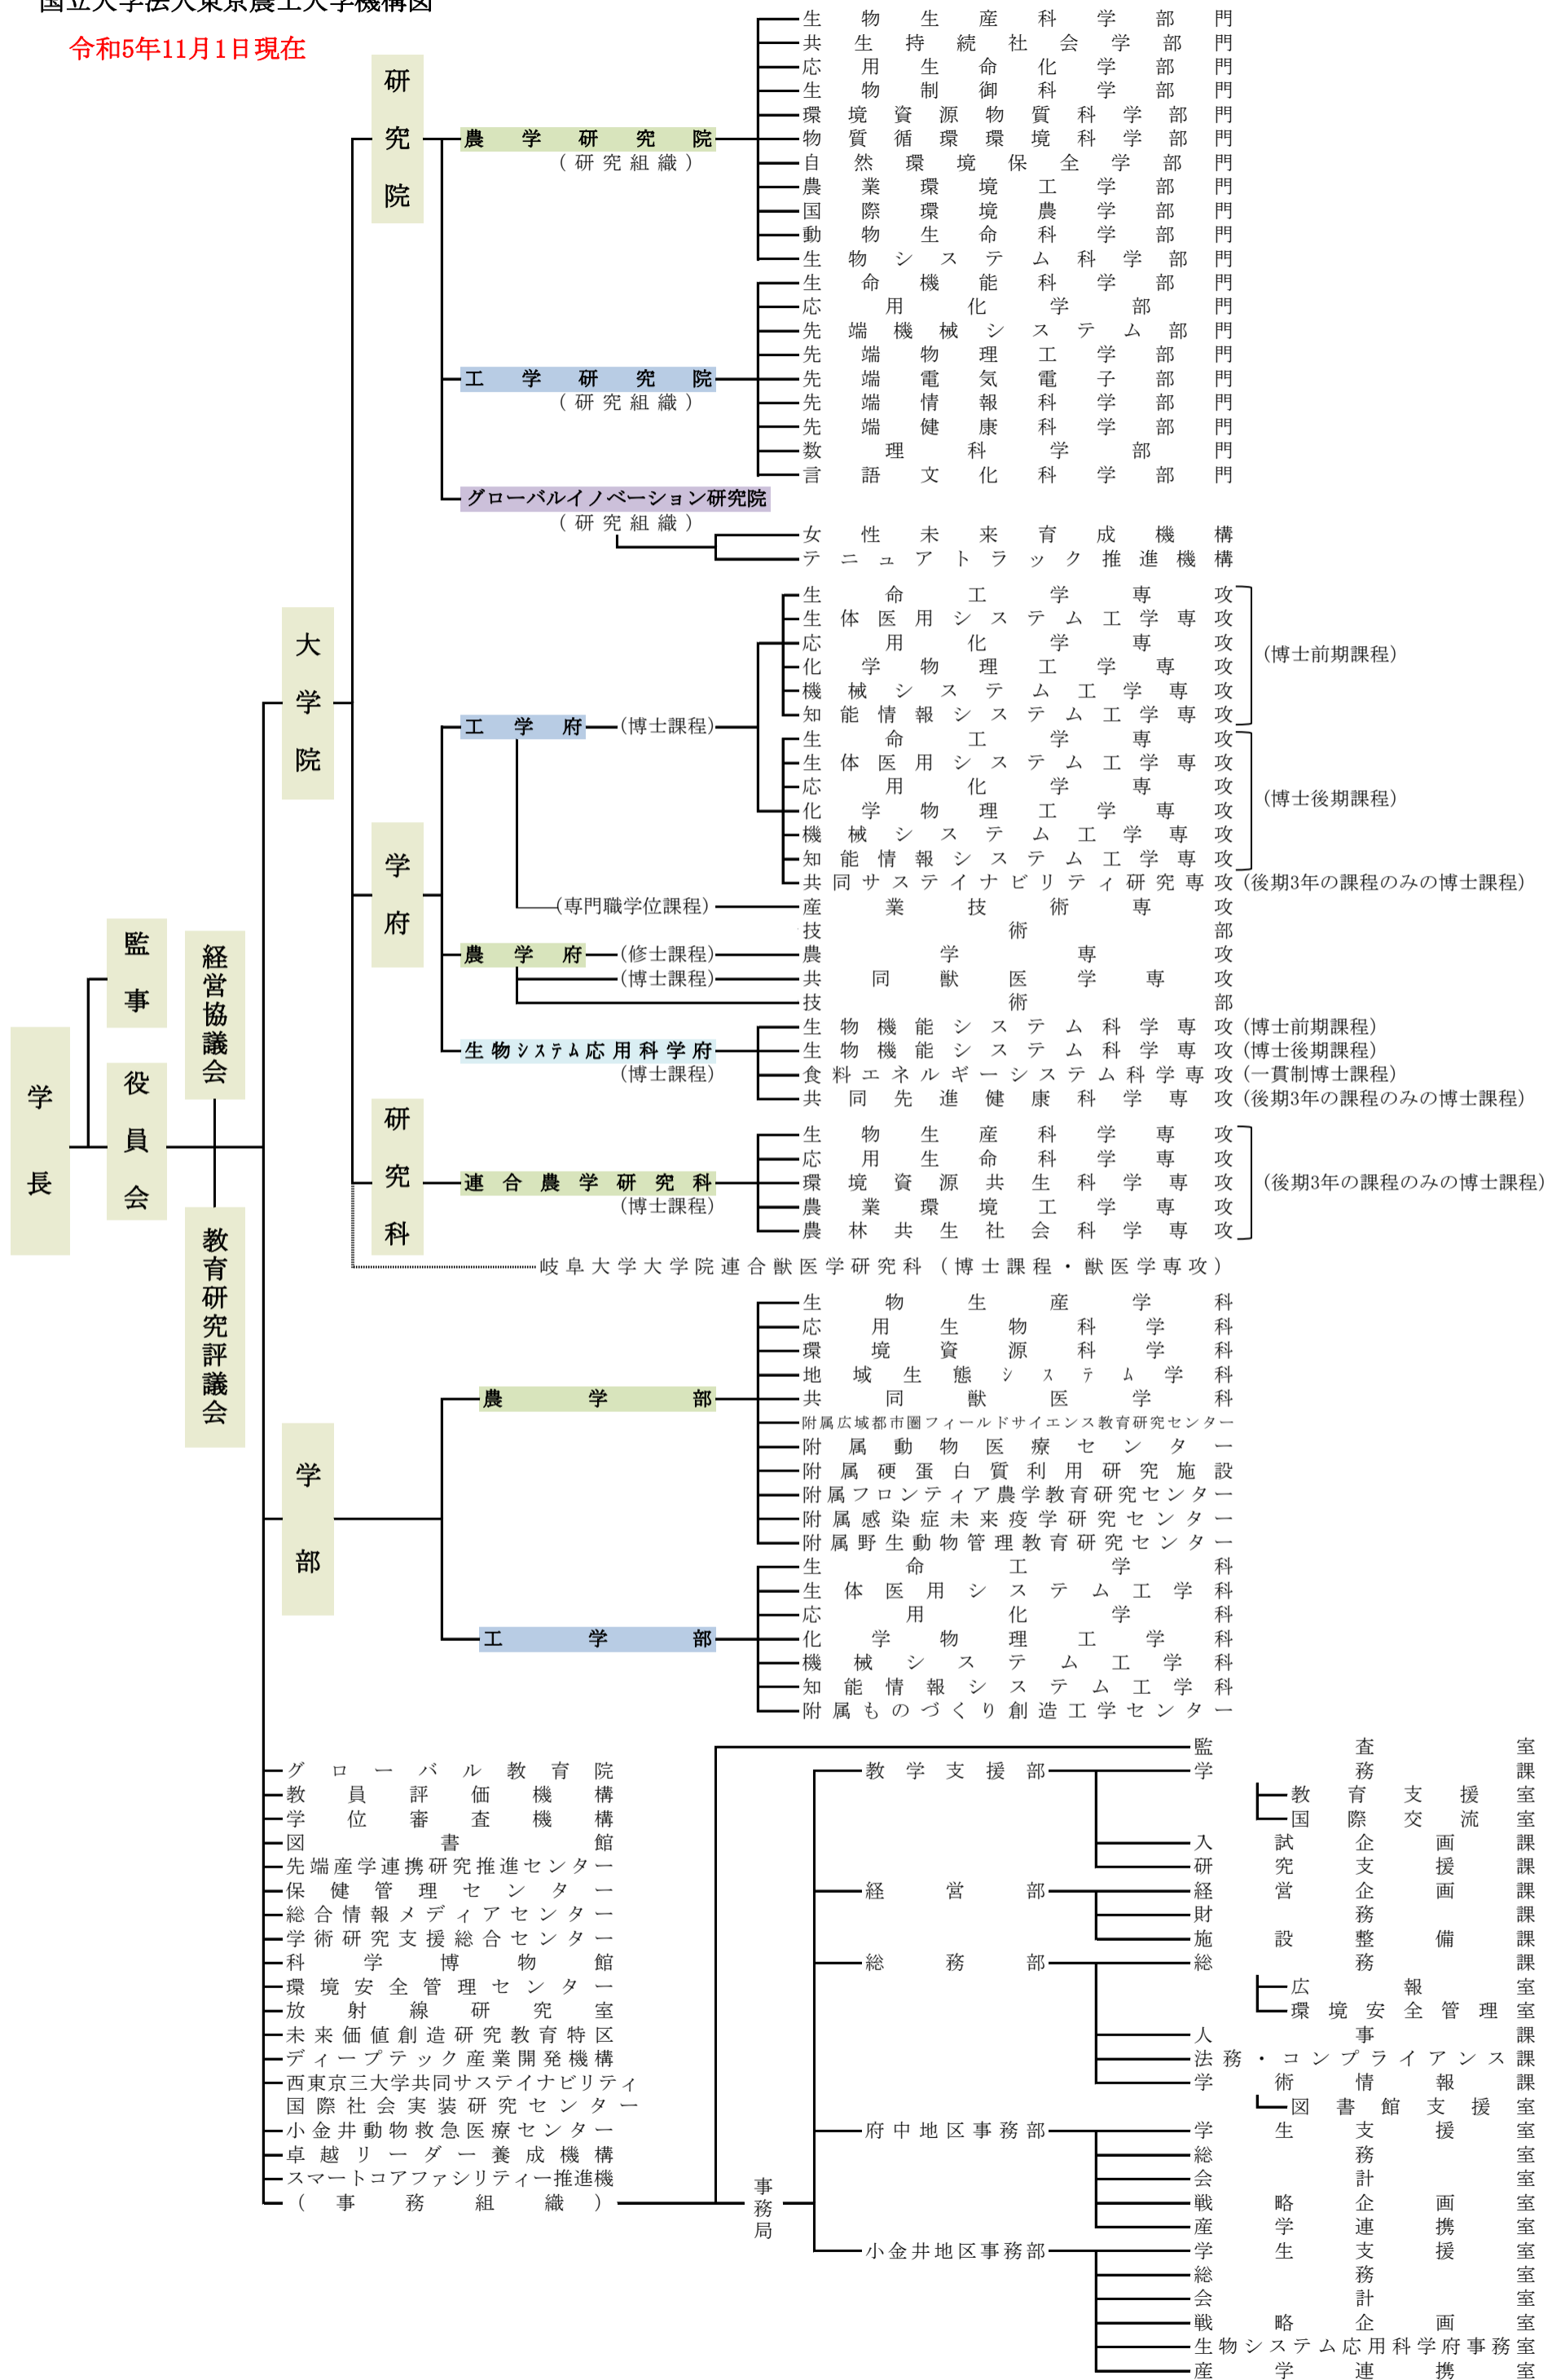 国立大学法人東京農工大学機構図
令和5年11月1日現在
学長
監事
役員会
経営協議会
教育研究評議会
大学院
研究院
農学研究院
(研究組織)
生物生産科学部門
共生持続社会学部門
応用生命化学部門
生物制御科学部門
環境資源物質科学部門
物質循環環境科学部門
自然環境保全学部門
農業環境工学部門
国際環境農学部門
動物生命科学部門
生物システム科学部門
工学研究院
(研究組織)
生命機能科学部門
応用化学部門
先端機械システム部門
先端物理工学部門
先端電気電子部門
先端情報科学部門
先端健康科学部門
数理科学部門
言語文化科学部門
グローバルイノベーション研究院
(研究組織)
女性未来育成機構
テニュアトラック推進機構
学府
工学府
(博士課程)
生命工学専攻
生体医用システム工学専攻
応用化学専攻
化学物理工学専攻
機械システム工学専攻
知能情報システム工学専攻
(博士前期課程)
生命工学専攻
生体医用システム工学専攻
応用化学専攻
化学物理工学専攻
機械システム工学専攻
知能情報システム工学専攻
(博士後期課程)
共同サステイナビリティ研究専攻(後期3年の課程のみの博士課程)
(専門職学位課程)
産業技術専攻
技術部
農学府
(修士課程)
農学専攻
(博士課程)
共同獣医学専攻
技術部
生物システム応用科学府
(博士課程)
生物機能システム科学専攻(博士前期課程)
生物機能システム科学専攻(博士後期課程)
食料エネルギーシステム科学専攻(一貫制博士課程)
共同先進健康科学専攻(後期3年の課程のみの博士課程)
研究科
連合農学研究科
(博士課程)
生物生産科学専攻
応用生命科学専攻
環境資源共生科学専攻
農業環境工学専攻
農林共生社会科学専攻
(後期3年の課程のみの博士課程)
岐阜大学大学院連合獣医学研究科(博士課程・獣医学専攻)
学部
農学部
生物生産学科
応用生物科学科
環境資源科学科
地域生態システム学科
共同獣医学科
附属広域都市圏フィールドサイエンス教育研究センター
附属動物医療センター
附属硬蛋白質利用研究施設
附属フロンティア農学教育研究センター
附属感染症未来疫学研究センター
附属野生動物管理教育研究センター
工学部
生命工学科
生体医用システム工学科
応用化学科
化学物理工学科
機械システム工学科
知能情報システム工学科
附属ものづくり創造工学センター
グローバル教育院
教員評価機構
学位審査機構
図書館
先端産学連携研究推進センター
保健管理センター
総合情報メディアセンター
学術研究支援総合センター
科学博物館
環境安全管理センター
放射線研究室
未来価値創造研究教育特区
ディープテック産業開発機構
西東京三大学共同サステイナビリティ
国際社会実装研究センター
小金井動物救急医療センター
卓越リーダー養成機構
スマートコアファシリティー推進機
(事務組織)
事務局
監査室
教学支援部
学務課
教育支援室
国際交流室
入試企画課
研究支援課
経営部
経営企画課
財務課
施設整備課
総務部
総務課
広報室
環境安全管理室
人事課
法務・コンプライアンス課
学術情報課
図書館支援室
府中地区事務部
学生支援室
総務室
会計室
戦略企画室
産学連携室
小金井地区事務部
学生支援室
総務室
会計室
戦略企画室
生物システム応用科学府事務室
産学連携室